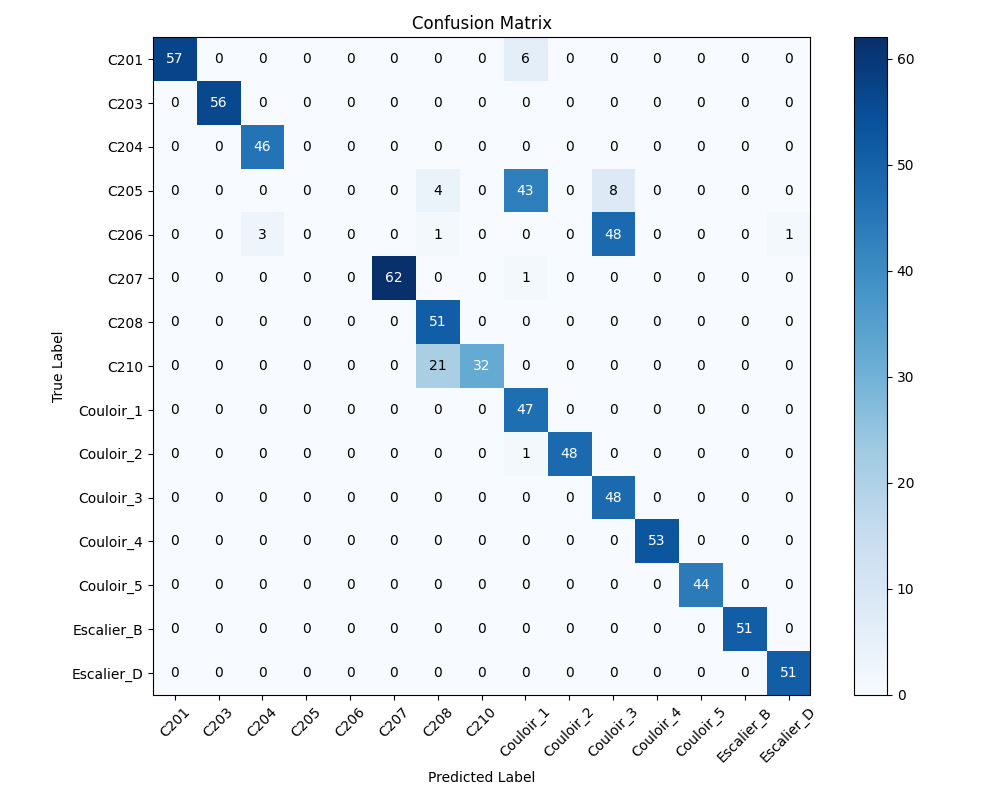 Confusion Matrix
True Label
C201 57 0 0 0 0 0 0 0 6 0 0 0 0 0 0
C203 0 56 0 0 0 0 0 0 0 0 0 0 0 0 0
C204 0 0 46 0 0 0 0 0 0 0 0 0 0 0 0
C205 0 0 0 0 0 0 4 0 43 0 8 0 0 0 0
C206 0 0 3 0 0 0 1 0 0 0 48 0 0 0 1
C207 0 0 0 0 0 62 0 0 1 0 0 0 0 0 0
C208 0 0 0 0 0 0 51 0 0 0 0 0 0 0 0
C210 0 0 0 0 0 0 21 32 0 0 0 0 0 0 0
Couloir_1 0 0 0 0 0 0 0 0 47 0 0 0 0 0 0
Couloir_2 0 0 0 0 0 0 0 0 1 48 0 0 0 0 0
Couloir_3 0 0 0 0 0 0 0 0 0 0 48 0 0 0 0
Couloir_4 0 0 0 0 0 0 0 0 0 0 0 53 0 0 0
Couloir_5 0 0 0 0 0 0 0 0 0 0 0 0 44 0 0
Escalier_B 0 0 0 0 0 0 0 0 0 0 0 0 0 51 0
Escalier_D 0 0 0 0 0 0 0 0 0 0 0 0 0 0 51
C201 C203 C204 C205 C206 C207 C208 C210 Couloir_1 Couloir_2 Couloir_3 Couloir_4 Couloir_5 Escalier_B Escalier_D
Predicted Label
60
50
40
30
20
10
0